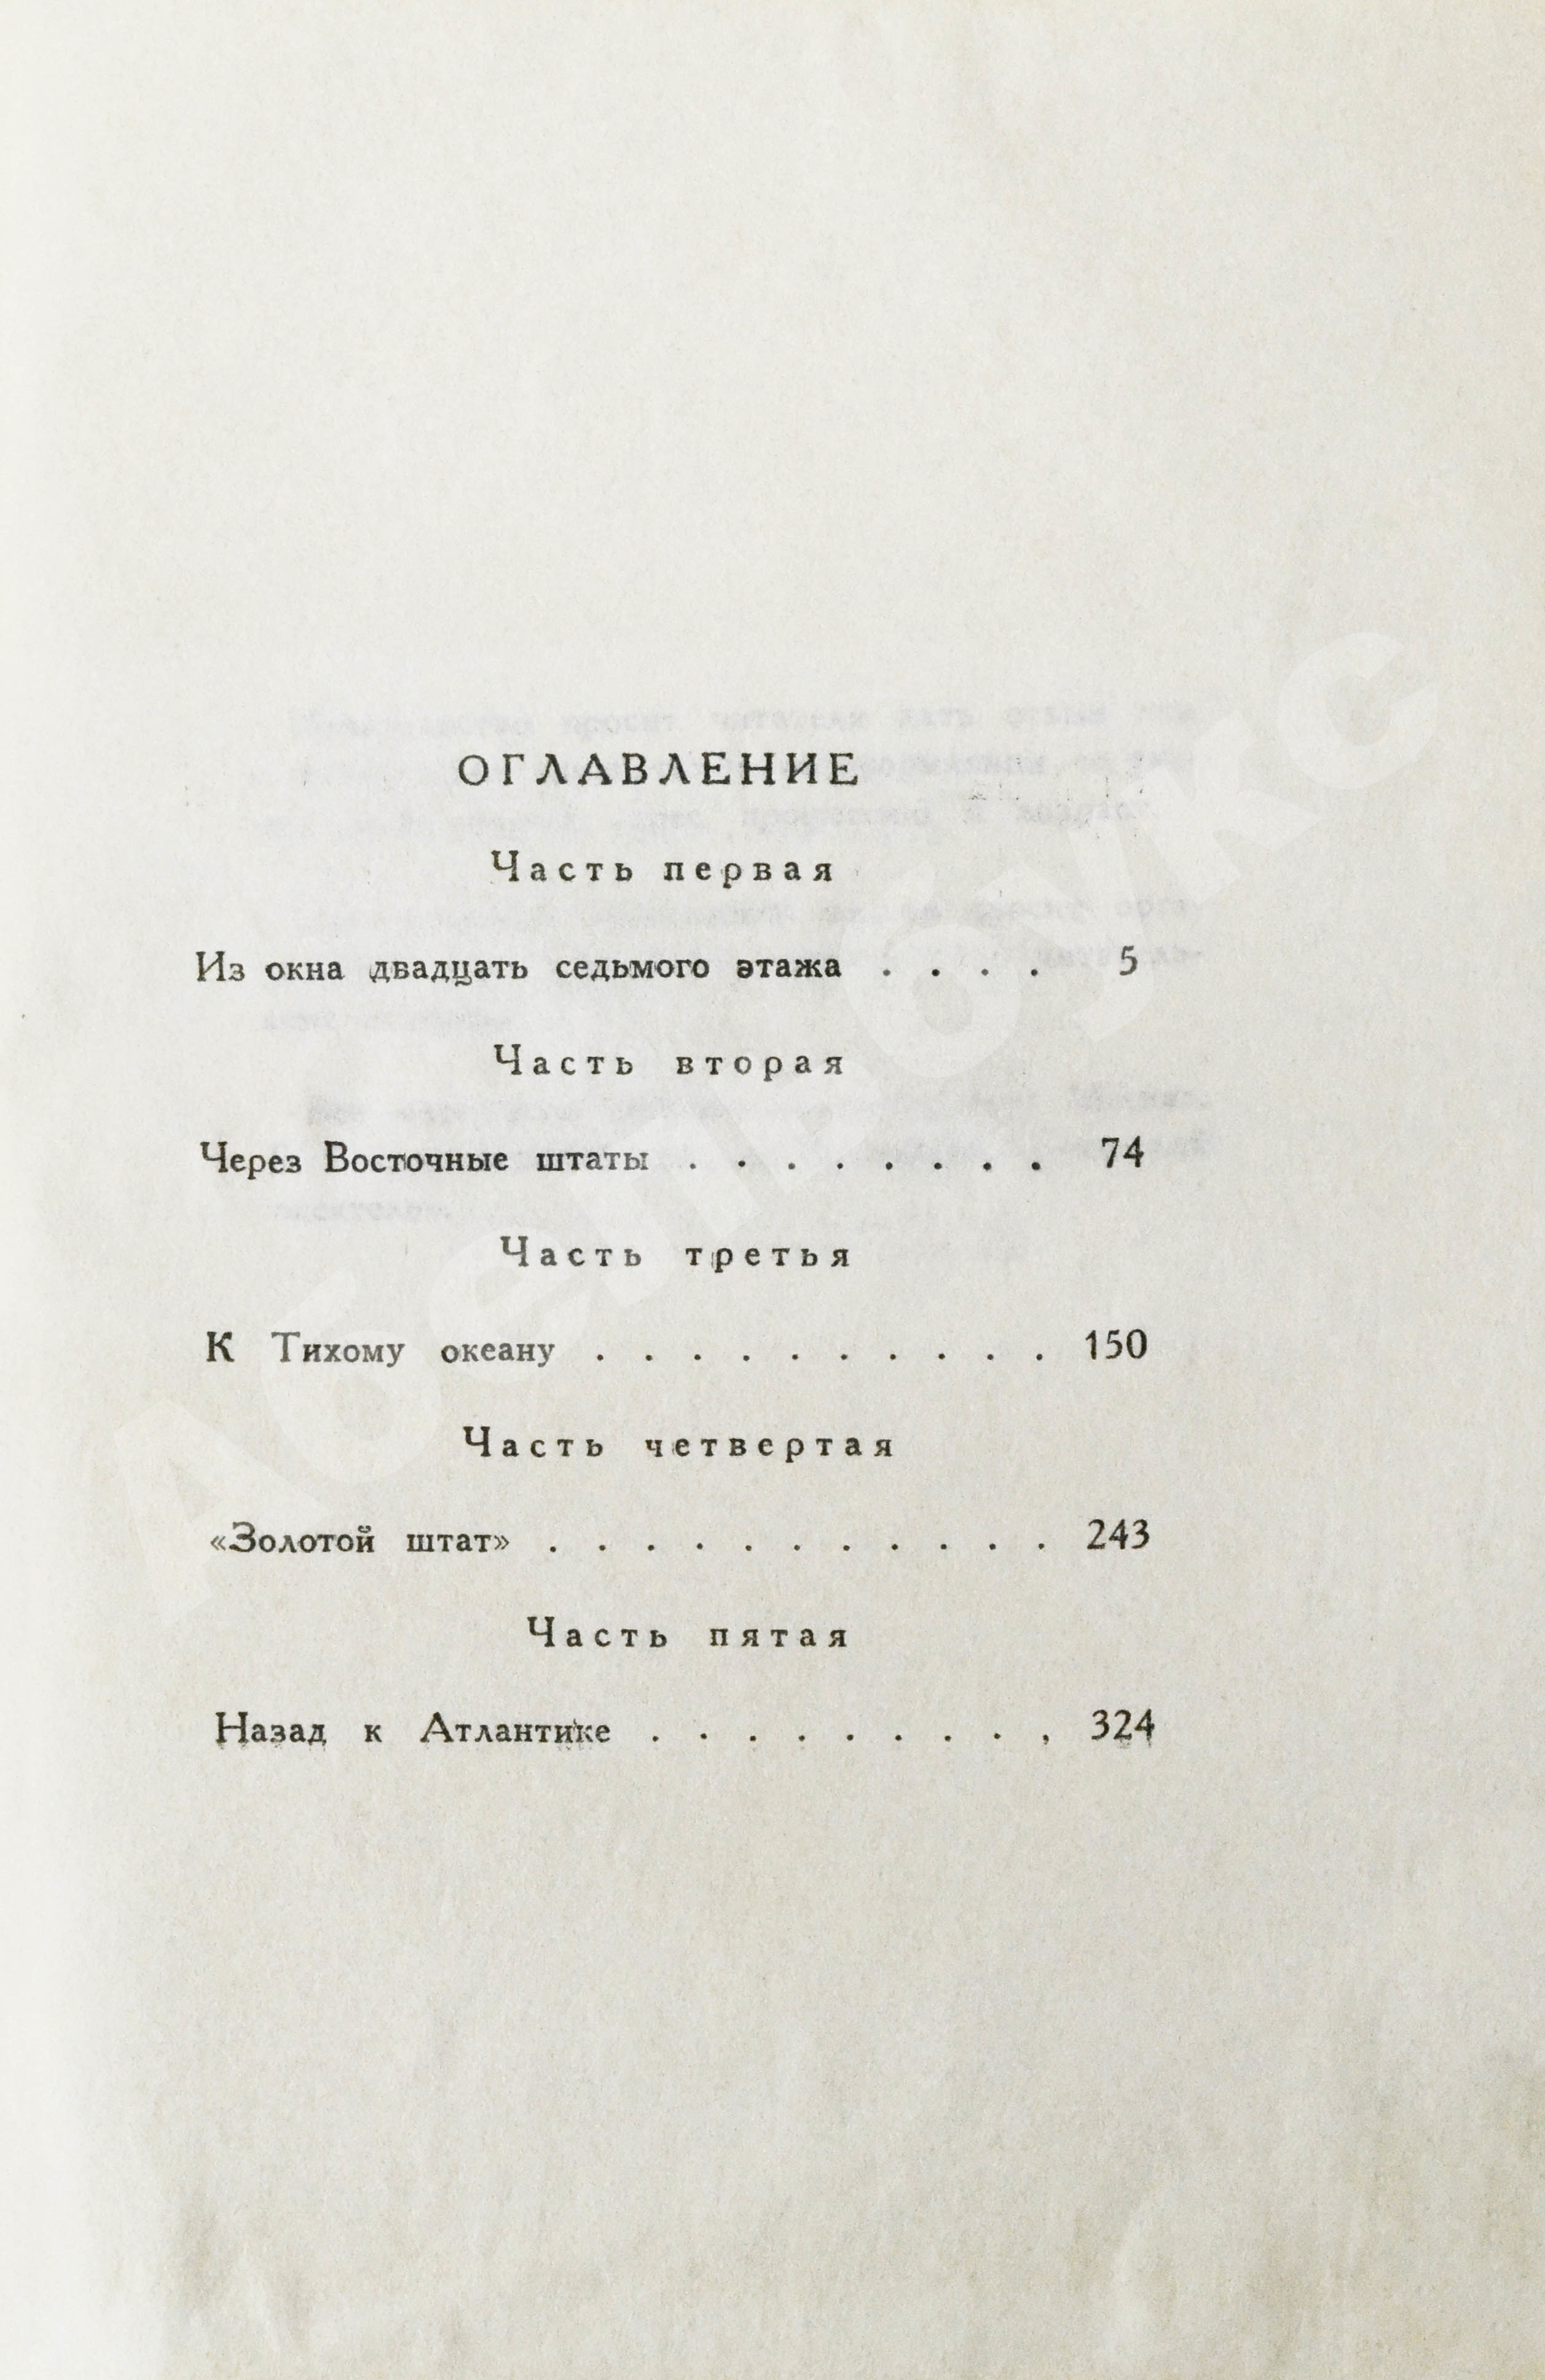 ОГЛАВЛЕНИЕ
Часть первая
Из окна двадцать седьмого этажа . . . . 5
Часть вторая
Через Восточные штаты . . . . . . . . 74
Часть третья
К Тихому океану . . . . . . . . . . 150
Часть четвертая
«Золотой штат» . . . . . . . . . . . 243
Часть пятая
Назад к Атлантике . . . . . . . . , 324